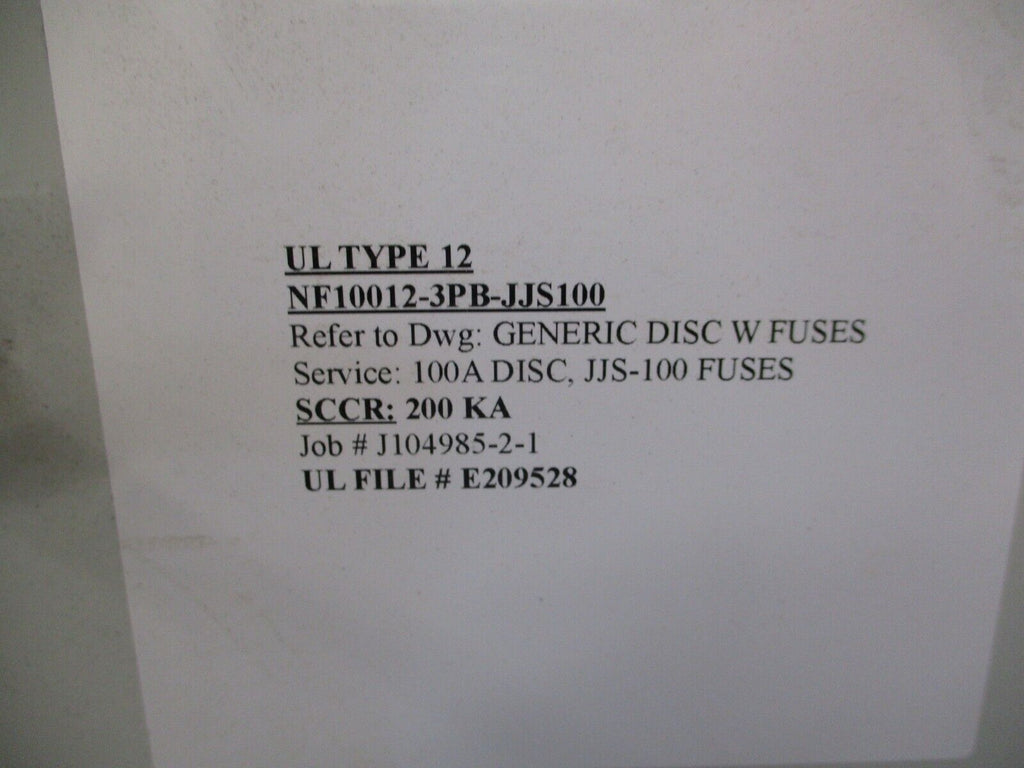 UL TYPE 12
NF10012-3PB-JJS100
Refer to Dwg: GENERIC DISC W FUSES
Service: 100A DISC, JJS-100 FUSES
SCCR: 200 KA
Job # J104985-2-1
UL FILE # E209528